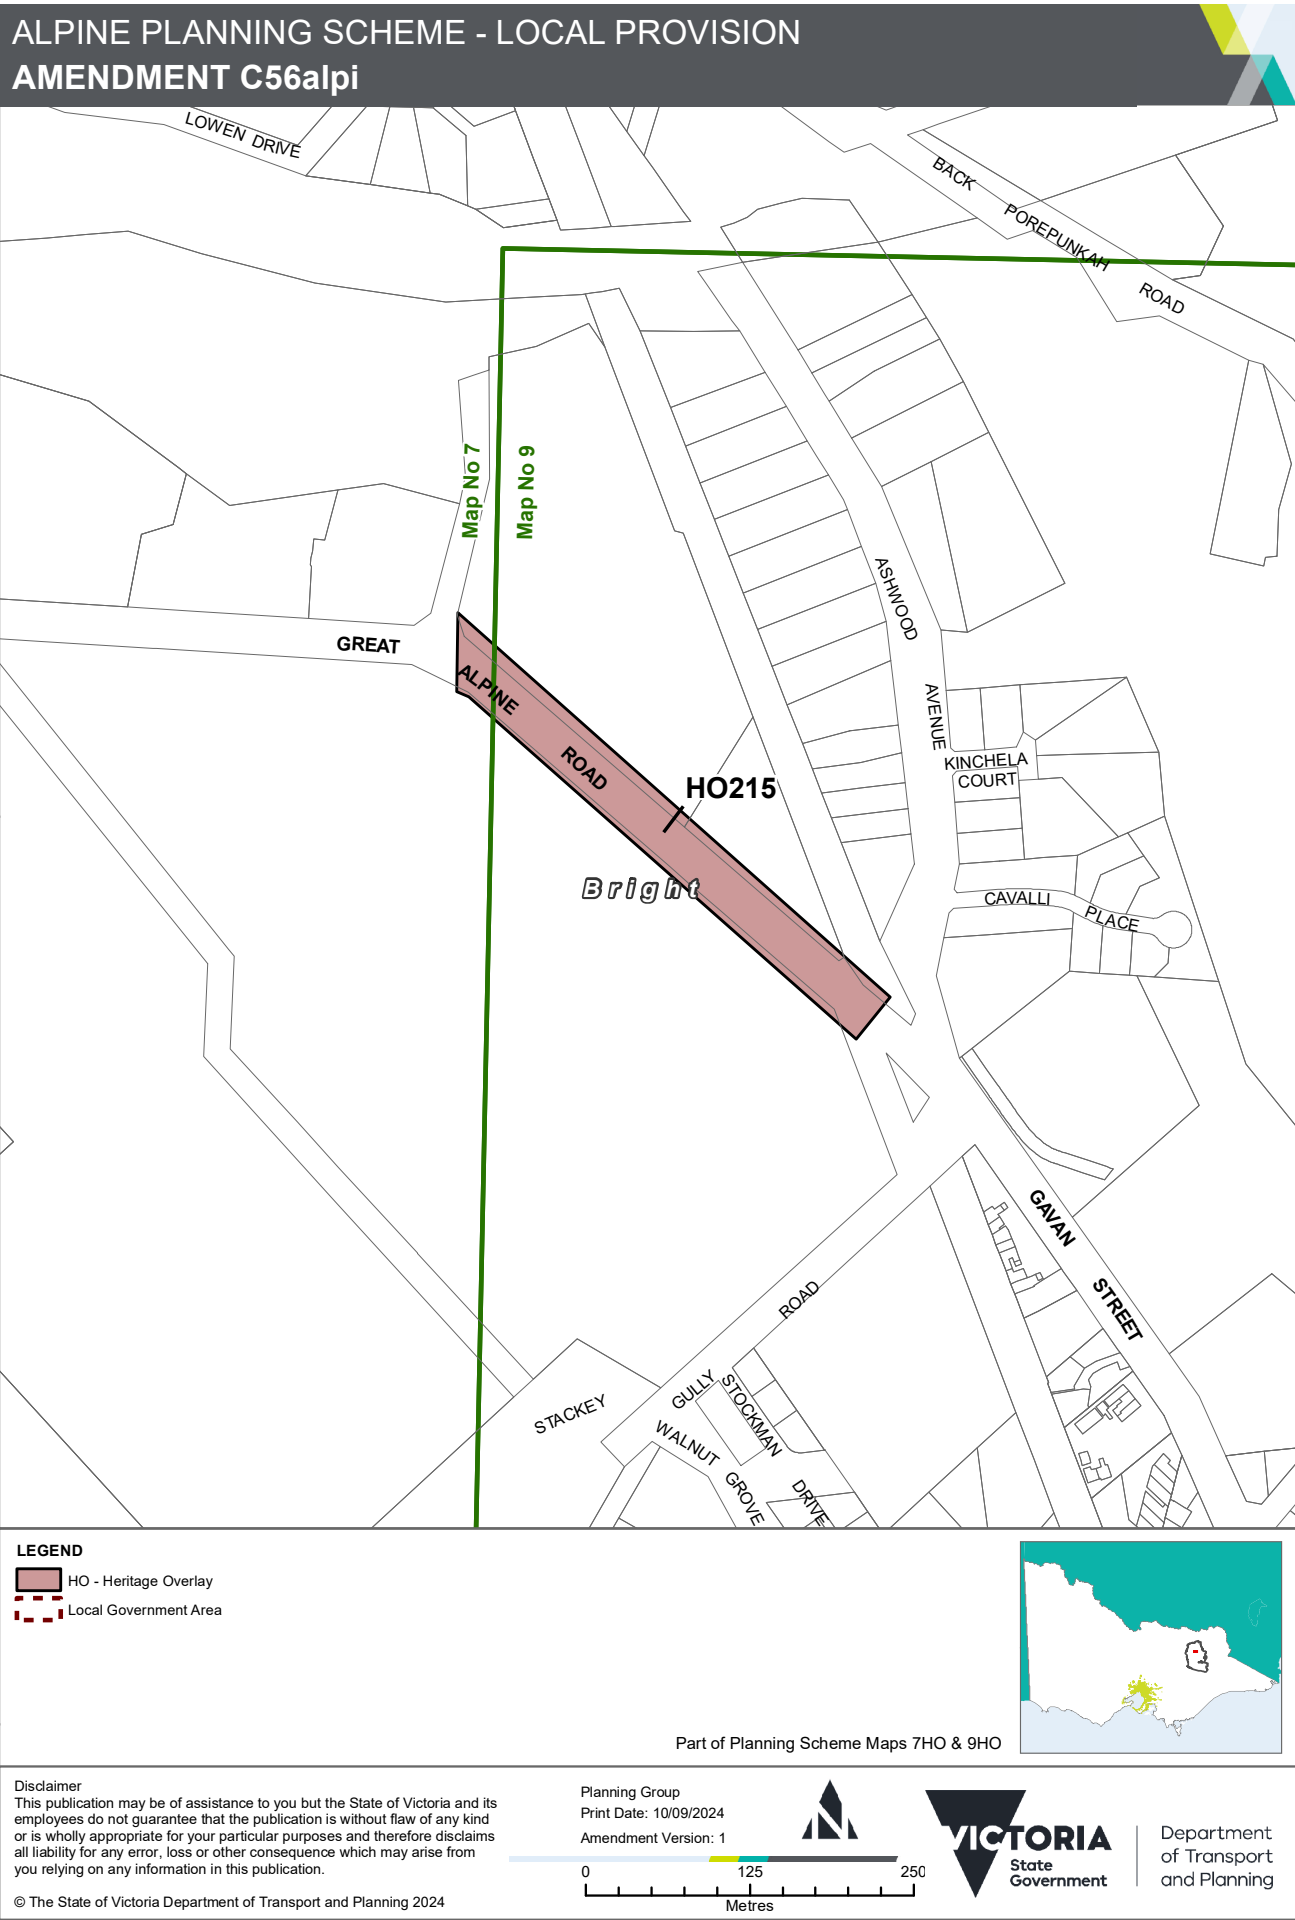 ALPINE PLANNING SCHEME - LOCAL PROVISION
AMENDMENT C56alpi
LOWEN DRIVE
BACK
POREPUNKAH
ROAD
Map No 7
Map No 9
ASHWOOD
AVENUE
GREAT
ALPINE
ROAD
HO215
Bright
KINCHELA
COURT
CAVALLI
PLACE
GAVAN
STREET
ROAD
GULLY
STACKEY
STOCKMAN
DRIVE
WALNUT
GROVE
LEGEND
HO - Heritage Overlay
Local Government Area
Part of Planning Scheme Maps 7HO & 9HO
Disclaimer
This publication may be of assistance to you but the State of Victoria and its
employees do not guarantee that the publication is without flaw of any kind
or is wholly appropriate for your particular purposes and therefore disclaims
all liability for any error, loss or other consequence which may arise from
you relying on any information in this publication.
© The State of Victoria Department of Transport and Planning 2024
Planning Group
Print Date: 10/09/2024
Amendment Version: 1
N
0 125 250
Metres
VICTORIA
State
Government
Department
of Transport
and Planning